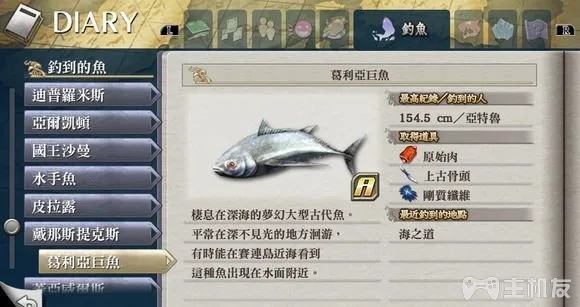 DIARY
L
釣魚
R
釣到的魚
迪普羅米斯
亞爾凱頓
國王沙曼
水手魚
皮拉露
戴那斯提克斯
葛利亞巨魚
葛利亞巨魚
A
棲息在深海的夢幻大型古代魚。
平常在深不見光的地方洄游，
有時能在賽連島近海看到
這種魚出現在水面附近。
最高紀錄／釣到的人
154.5 cm／亞特魯
取得道具
原始肉
上古骨頭
剛質纖維
最近釣到的地點
海之道
主机友